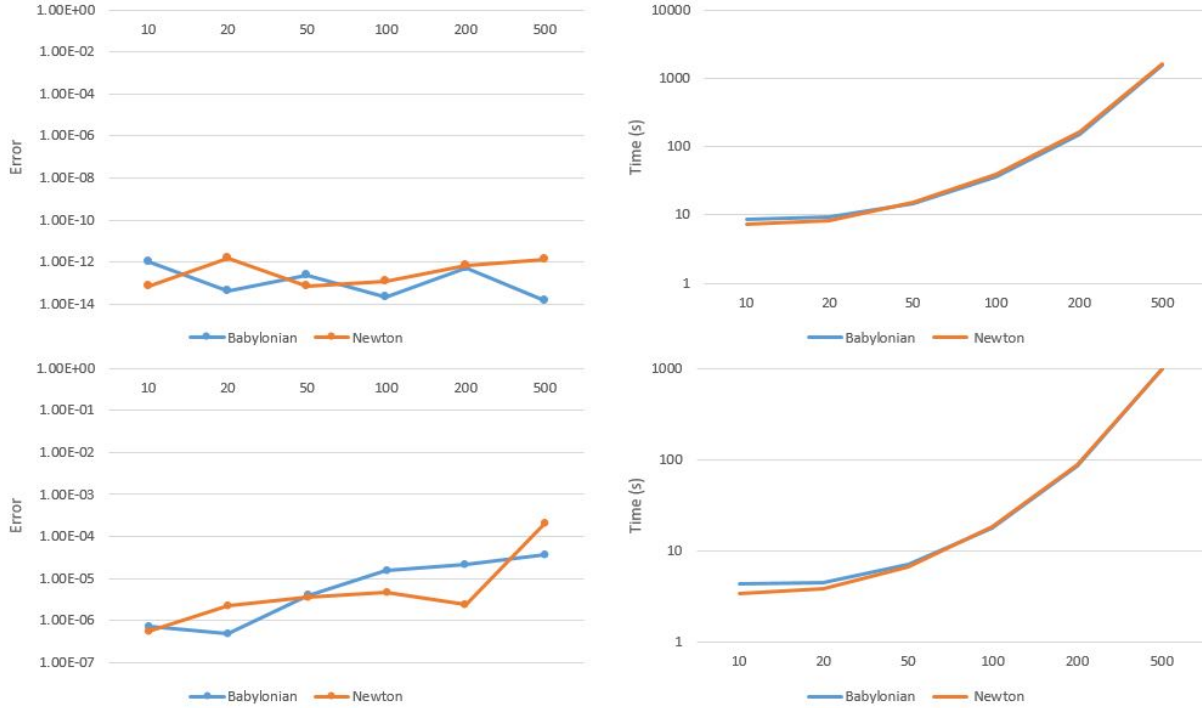 1.00E+00
10 20 50 100 200 500
1.00E-02
1.00E-04
1.00E-06
1.00E-08
1.00E-10
1.00E-12
1.00E-14
Error
Babylonian Newton
10000
1000
100
10
1
10 20 50 100 200 500
Time (s)
Babylonian Newton
1.00E+00
10 20 50 100 200 500
1.00E-01
1.00E-02
1.00E-03
1.00E-04
1.00E-05
1.00E-06
1.00E-07
Error
Babylonian Newton
1000
100
10
1
10 20 50 100 200 500
Time (s)
Babylonian Newton